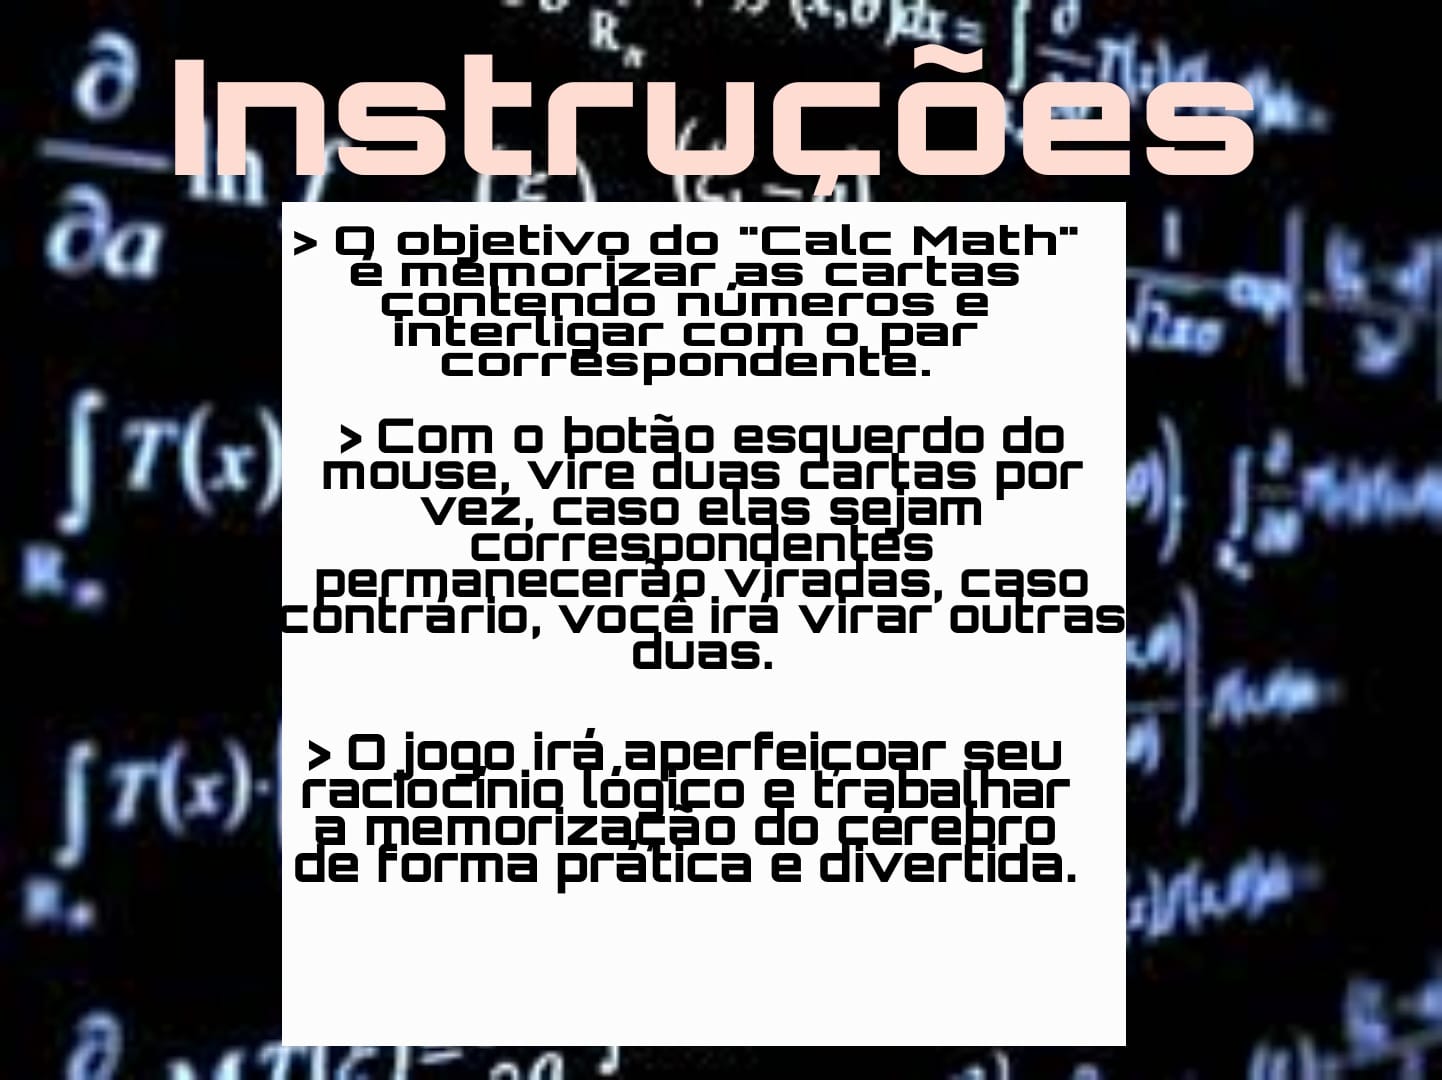 Instruções
> O objetivo do "Calc Math"
é memorizar as cartas
contendo números e
interligar com o par
correspondente.
> Com o botão esquerdo do
mouse, vire duas cartas por
vez, caso elas sejam
correspondentes
permanecerão viradas, caso
contrário, você irá virar outras
duas.
> O jogo irá aperfeiçoar seu
raciocínio lógico e trabalhar
a memorização do cérebro
de forma prática e divertida.